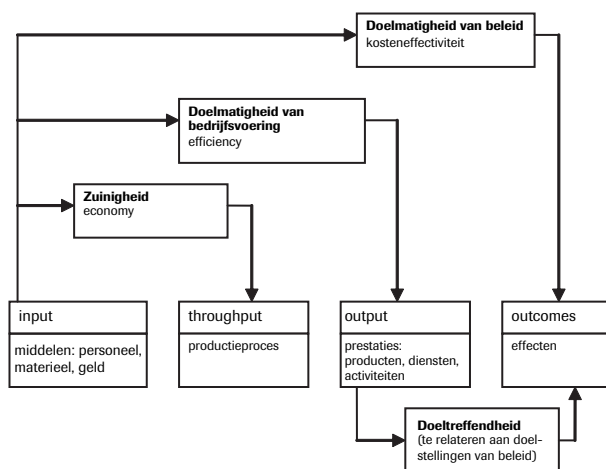 Doelmatigheid van beleid
kosteneffectiviteit
Doelmatigheid van
bedrijfsvoering
efficiency
Zuinigheid
economy
input
middelen: personeel,
materieel, geld
throughput
productieproces
output
prestaties:
producten, diensten,
activiteiten
outcomes
effecten
Doeltreffendheid
(te relateren aan doel-
stellingen van beleid)